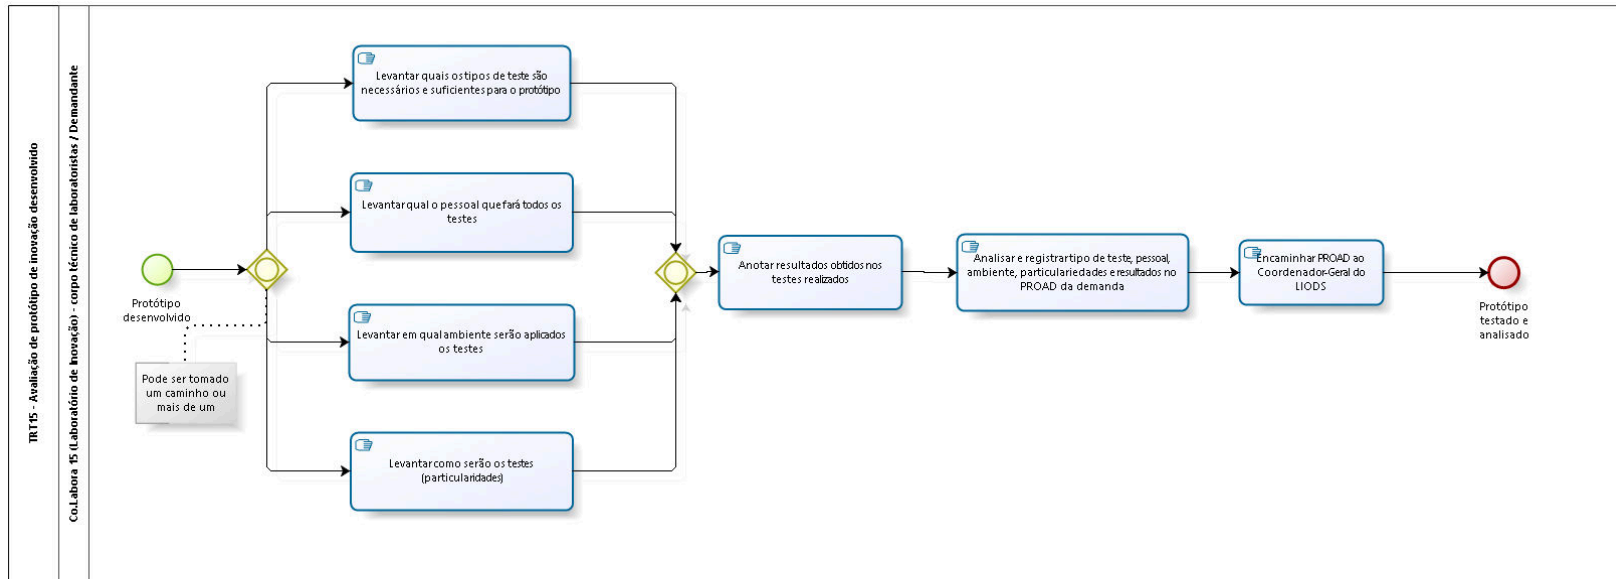 TRT15 - Avaliação de protótipo de inovação desenvolvido
Co.Labora 15 (Laboratório de Inovação) - corpo técnico de laboratoristas / Demandante
Protótipo
desenvolvido
Pode ser tomado
um caminho ou
mais de um
Levantar quais os tipos de teste são
necessários e suficientes para o protótipo
Levantar qual o pessoal que fará todos os
testes
Levantar em qual ambiente serão aplicados
os testes
Levantar como serão os testes
(particularidades)
Anotar resultados obtidos nos
testes realizados
Analisar e registrar tipo de teste, pessoal,
ambiente, particulariedades e resultados no
PROAD da demanda
Encaminhar PROAD ao
Coordenador-Geral do
LIODS
Protótipo
testado e
analisado